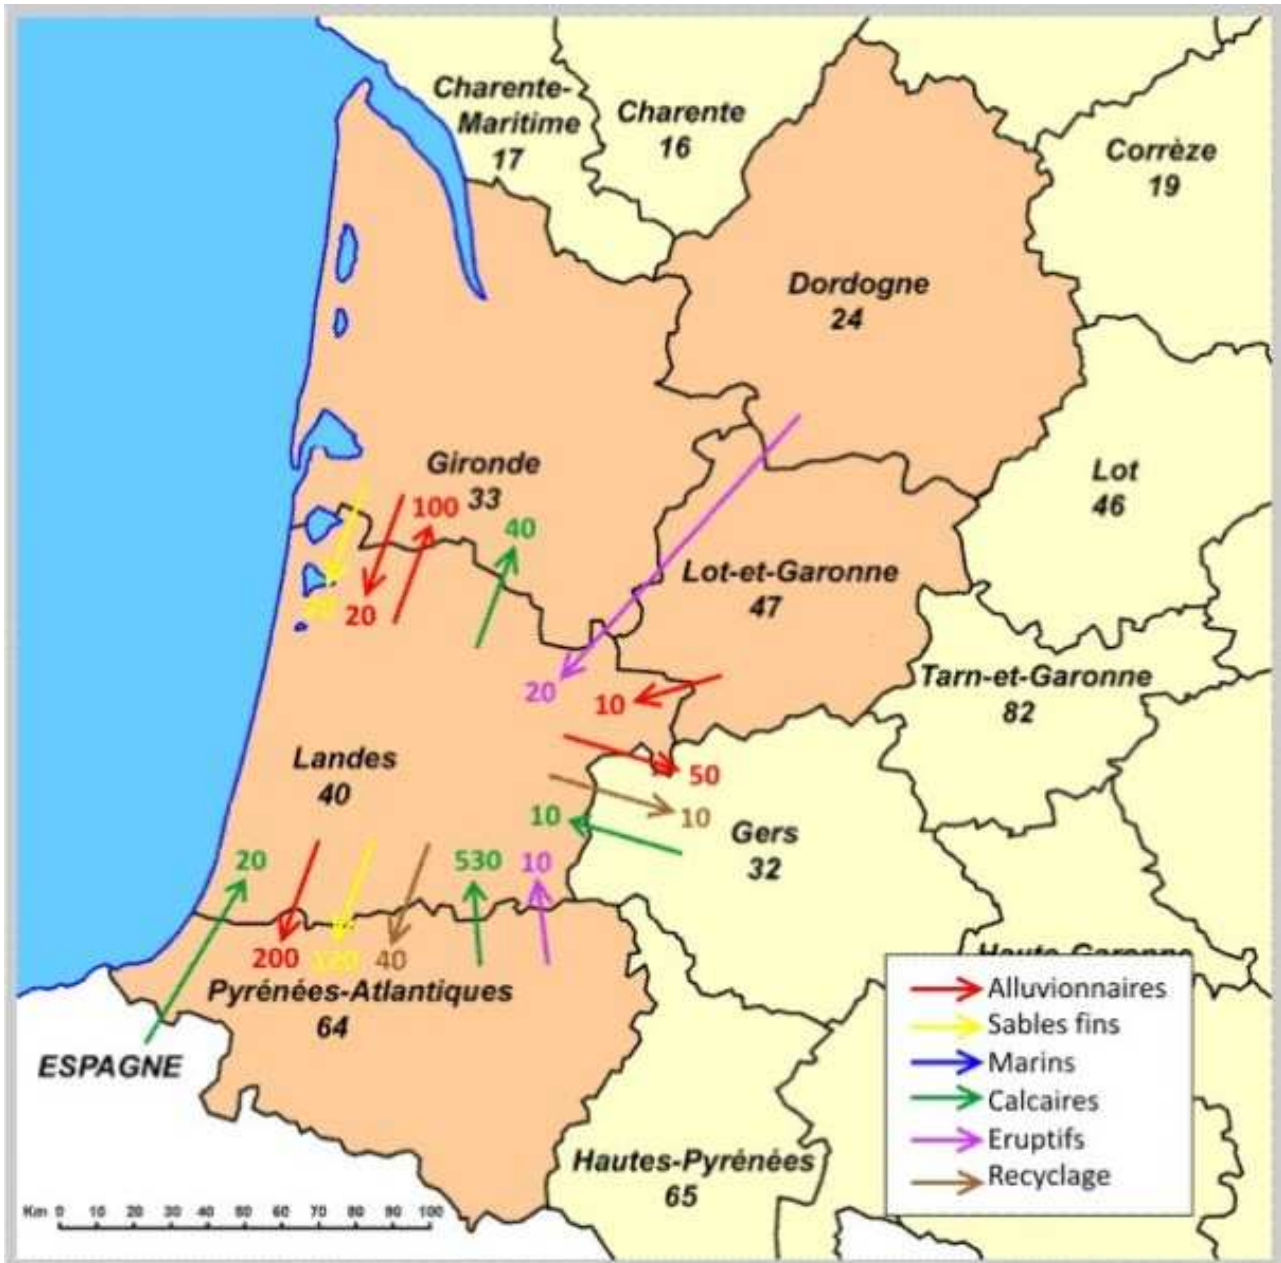 Charente-
Maritime
17
Charente
16
Corrèze
19
Dordogne
24
Gironde
33
100
40
Lot
46
Lot-et-Garonne
47
20
Tarn-et-Garonne
82
20
10
Landes
40
50
10
10
Gers
32
20
530
10
200
120
40
Pyrénées-Atlantiques
64
ESPAGNE
Haute-Garonne
Alluvionnaires
Sables fins
Marins
Calcaires
Eruptifs
Recyclage
Hautes-Pyrénées
65
Km 0 10 20 30 40 50 60 70 80 90 100